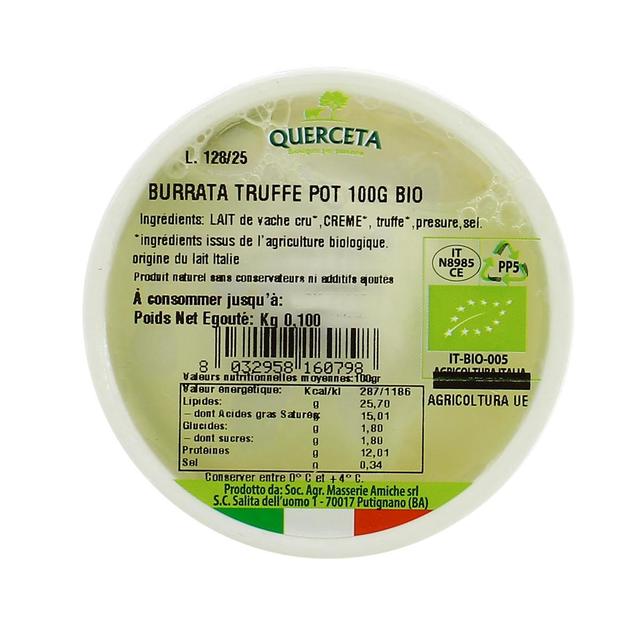 QUERCETA
L. 128/25
BURRATA TRUFFE POT 100G BIO
Ingrédients: LAIT de vache cru*, CREME*, truffe*, presure, sel.
*ingrédients issus de l'agriculture biologique.
origine du lait Italie
Produit naturel sans conservateurs ni additifs ajoutés
À consommer jusqu'à:
Poids Net Egoutè: Kg 0,100
IT
N8985
CE
PP5
8 032958 160798
IT-BIO-005
AGRICOLTURA ITALIA
AGRICOLTURA UE
Valeurs nutritionnelles moyennes:100gr
Valeur énergétique: Kcal/kl 287/1186
Lipides: g 25,70
– dont Acides gras Saturés g 15,01
Glucides: g 1,80
– dont sucres: g 1,80
Protéines g 12,01
Sel g 0,34
Conserver entre 0° C et +4° C.
Prodotto da: Soc. Agr. Masserie Amiche srl
S.C. Salita dell'uomo 1 - 70017 Putignano (BA)